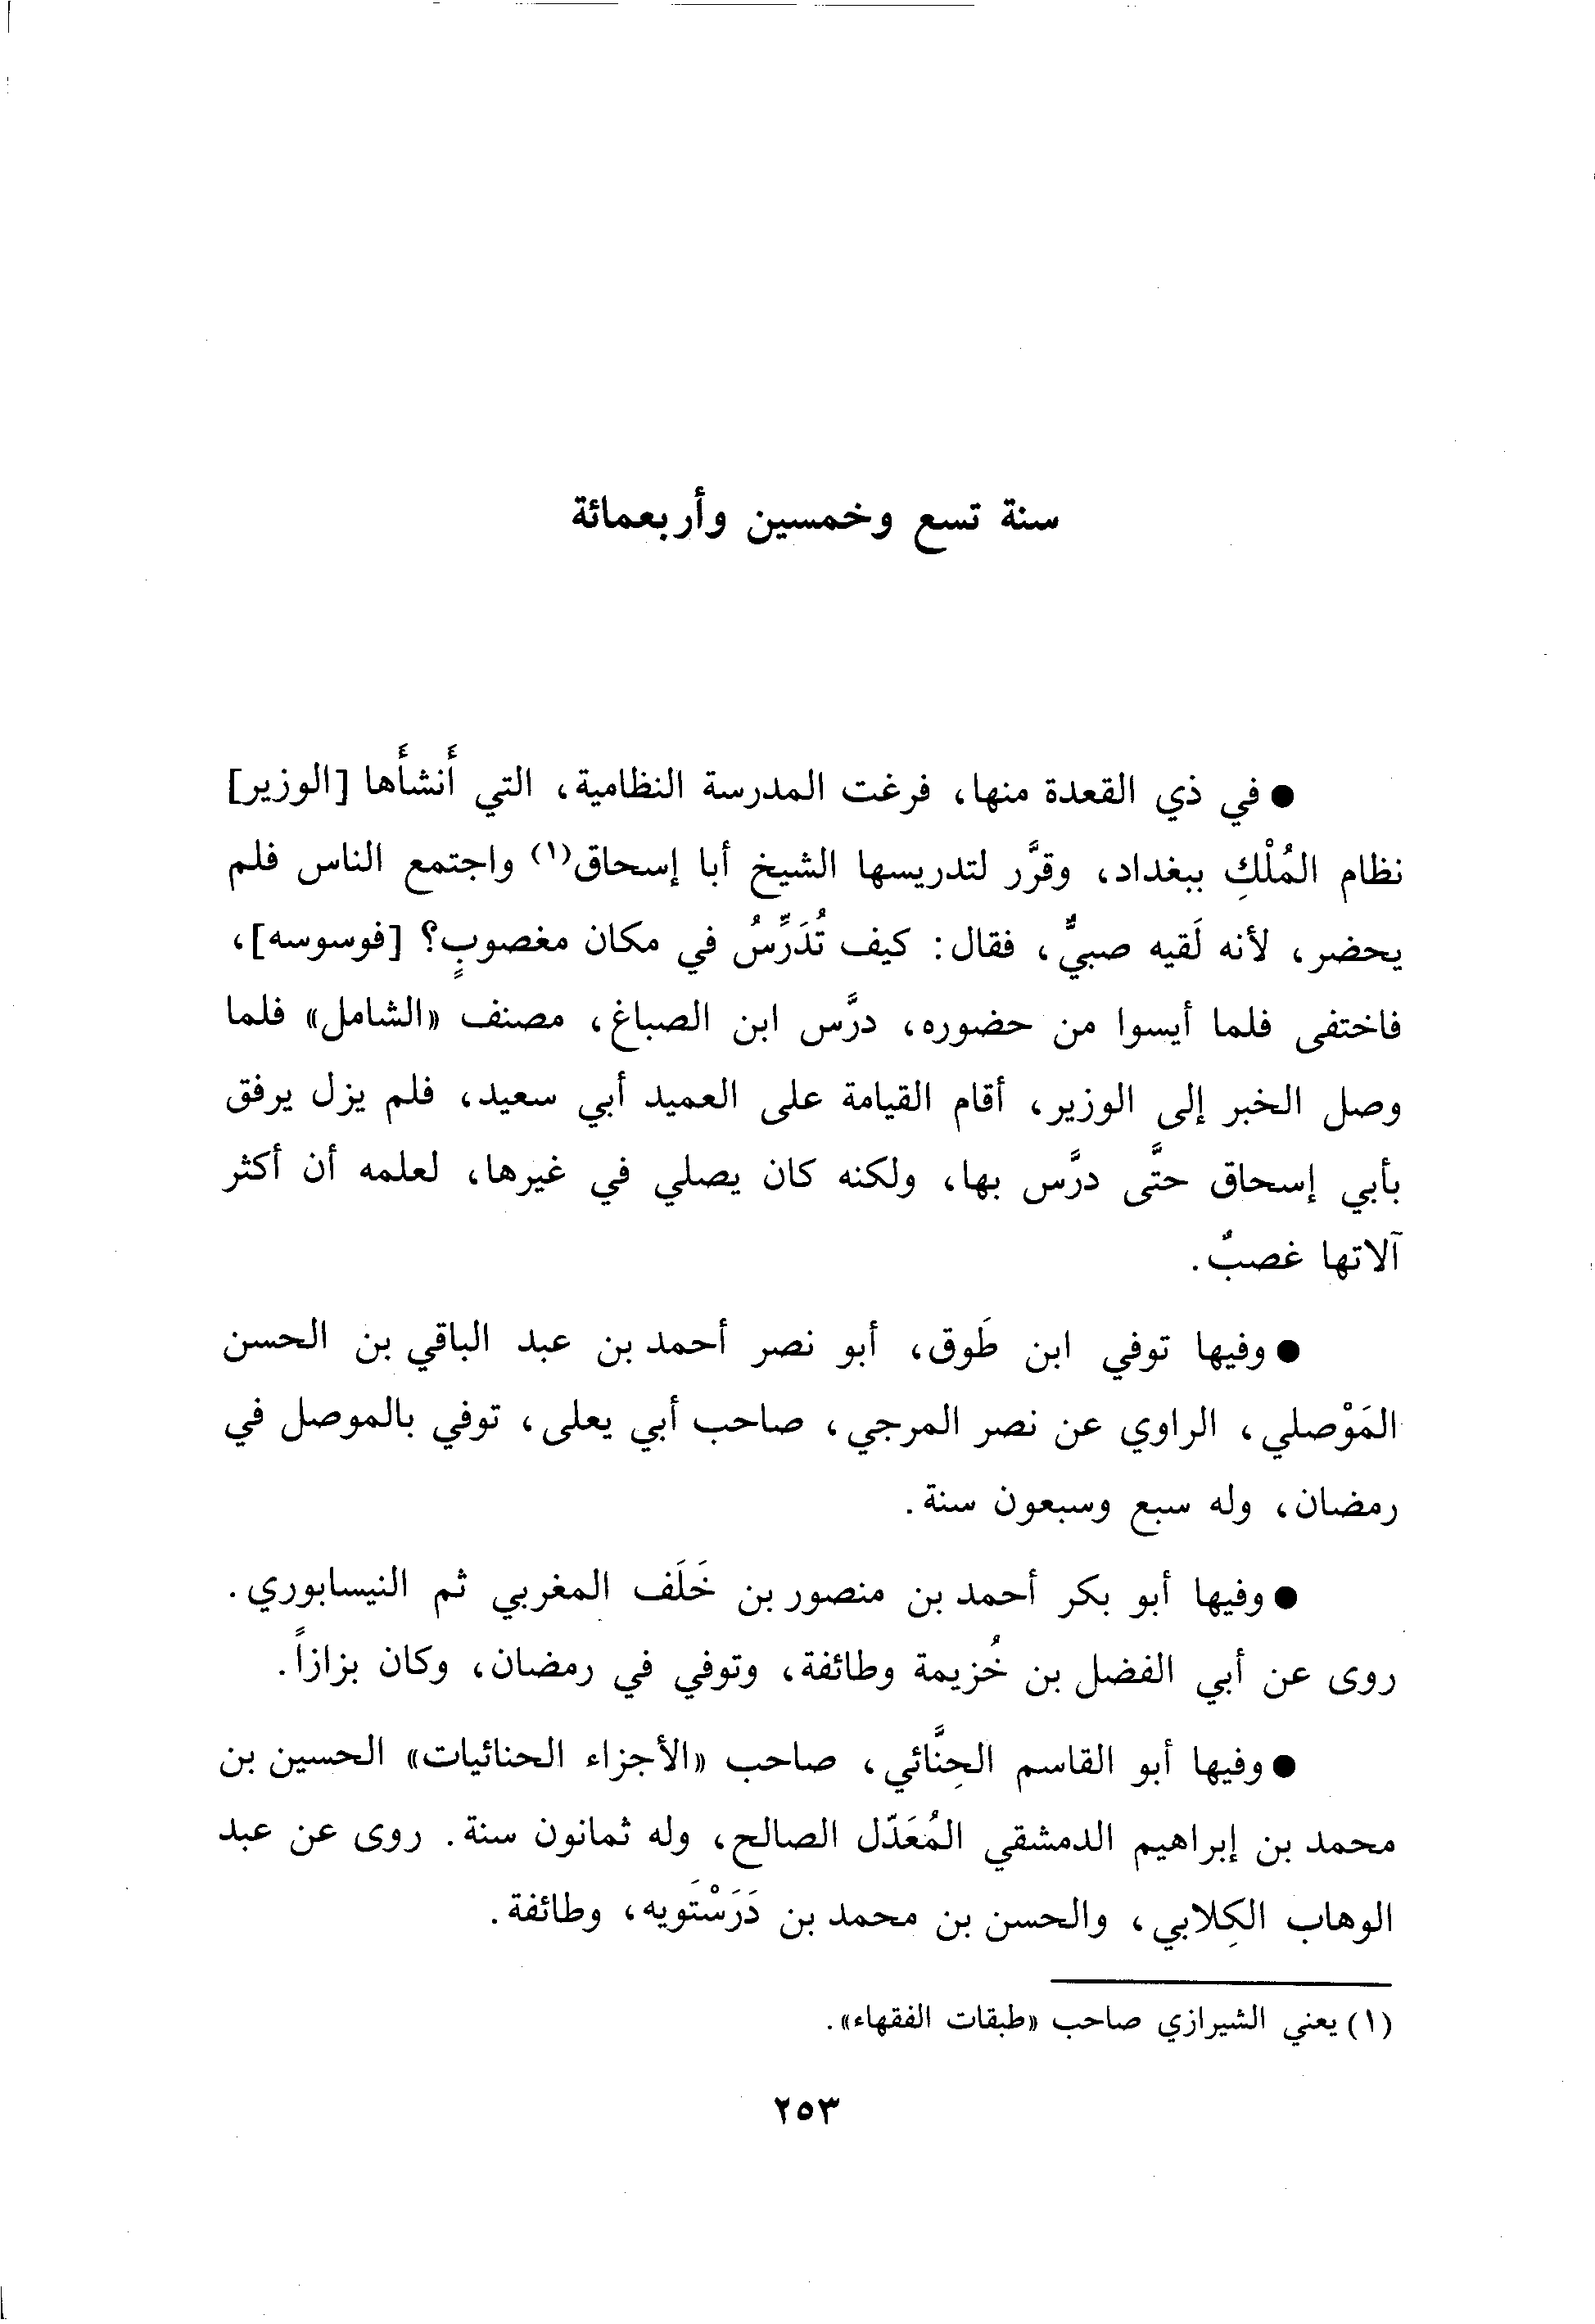 سنة تسع وخمسين وأربعمائة
● في ذي القعدة منها، فرغت المدرسة النظامية، التي أَنشأَها [الوزير]
نظام المُلْكِ ببغداد، وقرَّر لتدريسها الشيخ أبا إسحاق(١) واجتمع الناس فلم
يحضر، لأنه لَقيه صبيٌّ، فقال: كيف تُدَرِّسُ في مكان مغصوبٍ؟ [فوسوسه]،
فاختفى فلما أيسوا من حضوره، درَّس ابن الصباغ، مصنف «الشامل» فلما
وصل الخبر إلى الوزير، أقام القيامة على العميد أبي سعيد، فلم يزل يرفق
بأبي إسحاق حتَّى درَّس بها، ولكنه كان يصلي في غيرها، لعلمه أن أكثر
آلاتها غصبٌ.
● وفيها توفي ابن طَوق، أبو نصر أحمد بن عبد الباقي بن الحسن
المَوْصلي، الراوي عن نصر المرجي، صاحب أبي يعلى، توفي بالموصل في
رمضان، وله سبع وسبعون سنة.
● وفيها أبو بكر أحمد بن منصور بن خَلَف المغربي ثم النيسابوري.
روى عن أبي الفضل بن خُزيمة وطائفة، وتوفي في رمضان، وكان بزازاً.
● وفيها أبو القاسم الحِنَّائي، صاحب «الأجزاء الحنائيات» الحسين بن
محمد بن إبراهيم الدمشقي المُعَدّل الصالح، وله ثمانون سنة. روى عن عبد
الوهاب الكِلابي، والحسن بن محمد بن دَرَسْتَويه، وطائفة.
(١) يعني الشيرازي صاحب «طبقات الفقهاء».
٢٥٣